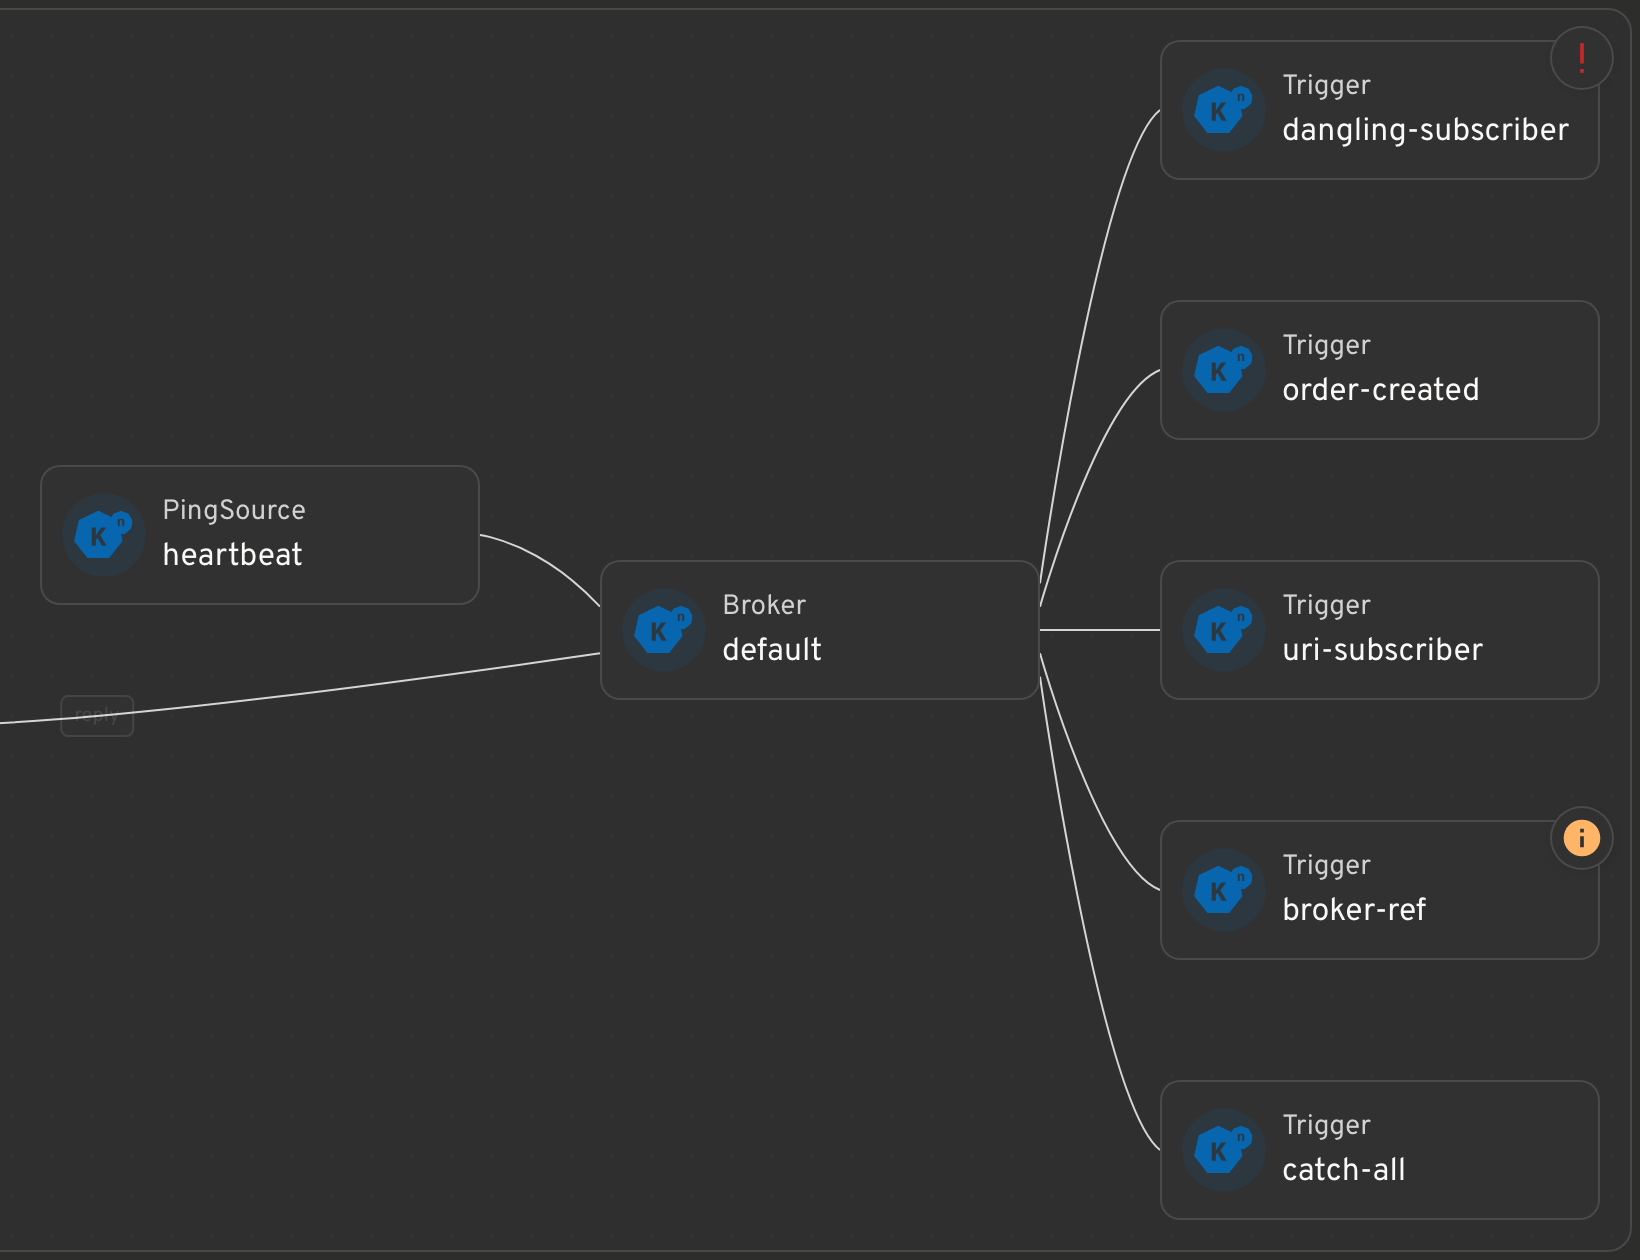 Trigger
dangling-subscriber
Trigger
order-created
PingSource
heartbeat
Broker
default
Trigger
uri-subscriber
reply
Trigger
broker-ref
Trigger
catch-all